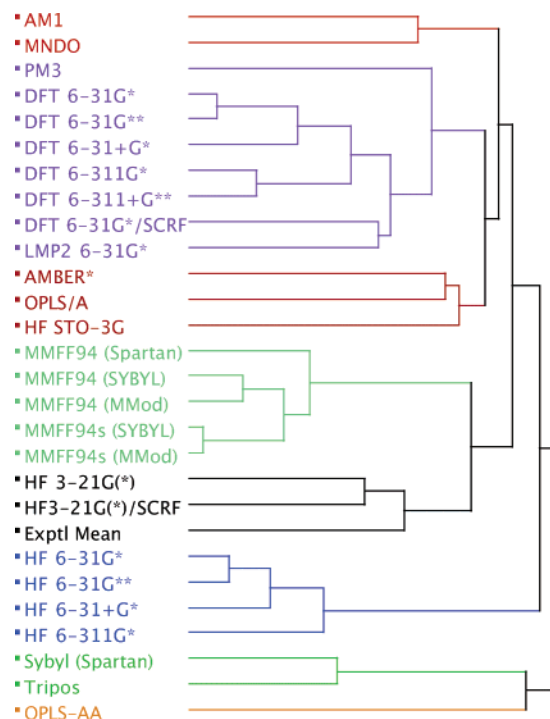 AM1
MNDO
PM3
DFT 6-31G*
DFT 6-31G**
DFT 6-31+G*
DFT 6-311G*
DFT 6-311+G**
DFT 6-31G*/SCRF
LMP2 6-31G*
AMBER*
OPLS/A
HF STO-3G
MMFF94 (Spartan)
MMFF94 (SYBYL)
MMFF94 (MMod)
MMFF94s (SYBYL)
MMFF94s (MMod)
HF 3-21G(*)
HF3-21G(*)/SCRF
Exptl Mean
HF 6-31G*
HF 6-31G**
HF 6-31+G*
HF 6-311G*
Sybyl (Spartan)
Tripos
OPLS-AA